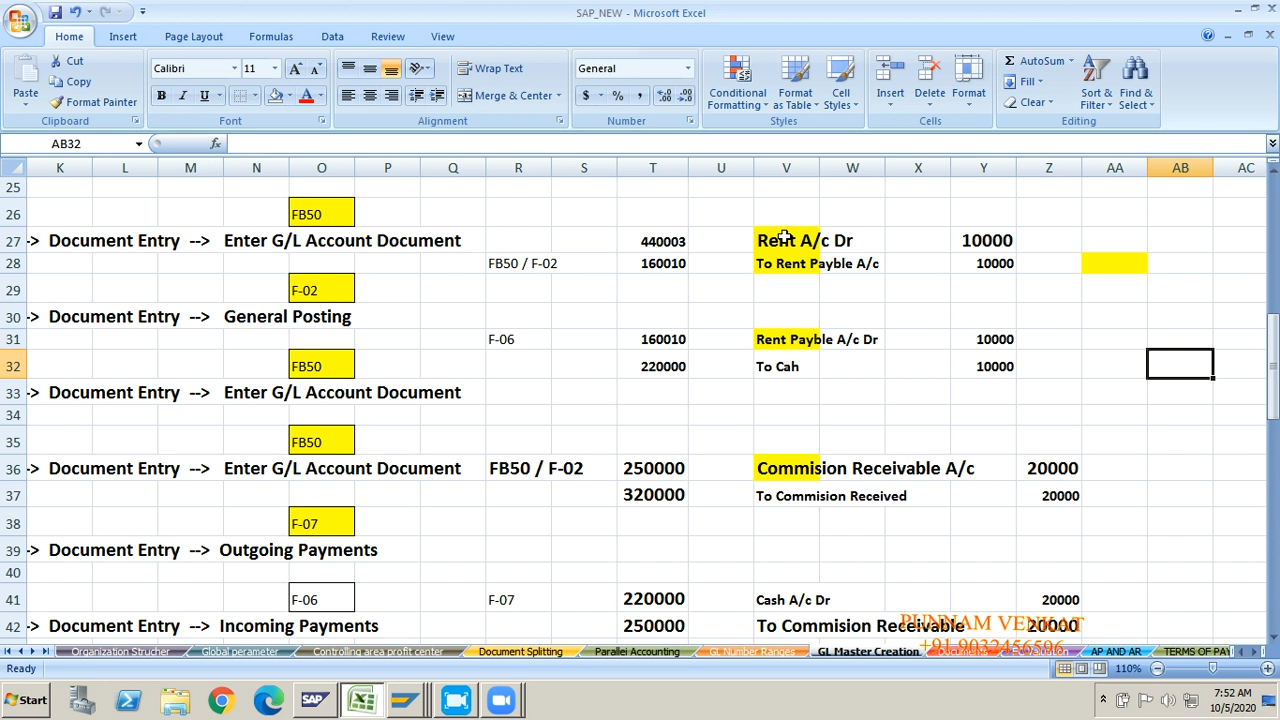 SAP_NEW - Microsoft Excel
Home Insert Page Layout Formulas Data Review View
Paste Cut Copy Format Painter Clipboard
Calibri 11 Font
Wrap Text Merge & Center Alignment
General Number
Conditional Formatting Format as Table Cell Styles Styles
Insert Delete Format Cells
AutoSum Fill Clear Sort & Filter Find & Select Editing
AB32 fx
K L M N O P Q R S T U V W X Y Z AA AB AC
25
26 FB50
27 -> Document Entry --> Enter G/L Account Document 440003 Rent A/c Dr 10000
28 FB50 / F-02 160010 To Rent Payble A/c 10000
29 F-02
30 -> Document Entry --> General Posting
31 F-06 160010 Rent Payble A/c Dr 10000
32 FB50 220000 To Cah 10000
33 -> Document Entry --> Enter G/L Account Document
34
35 FB50
36 -> Document Entry --> Enter G/L Account Document FB50 / F-02 250000 Commision Receivable A/c 20000
37 320000 To Commision Received 20000
38 F-07
39 -> Document Entry --> Outgoing Payments
40
41 F-06 F-07 220000 Cash A/c Dr 20000
42 -> Document Entry --> Incoming Payments 250000 To Commision Receivable 20000
PUNNAM VENKAT
+91 9032456596
Organization Strucher Global perameter Controlling area profit center Document Splitting Parallel Accounting GL Number Ranges GL Master Creation AP AND AR TERMS OF PAY
Ready 110%
Start SAP 7:52 AM
10/5/2020